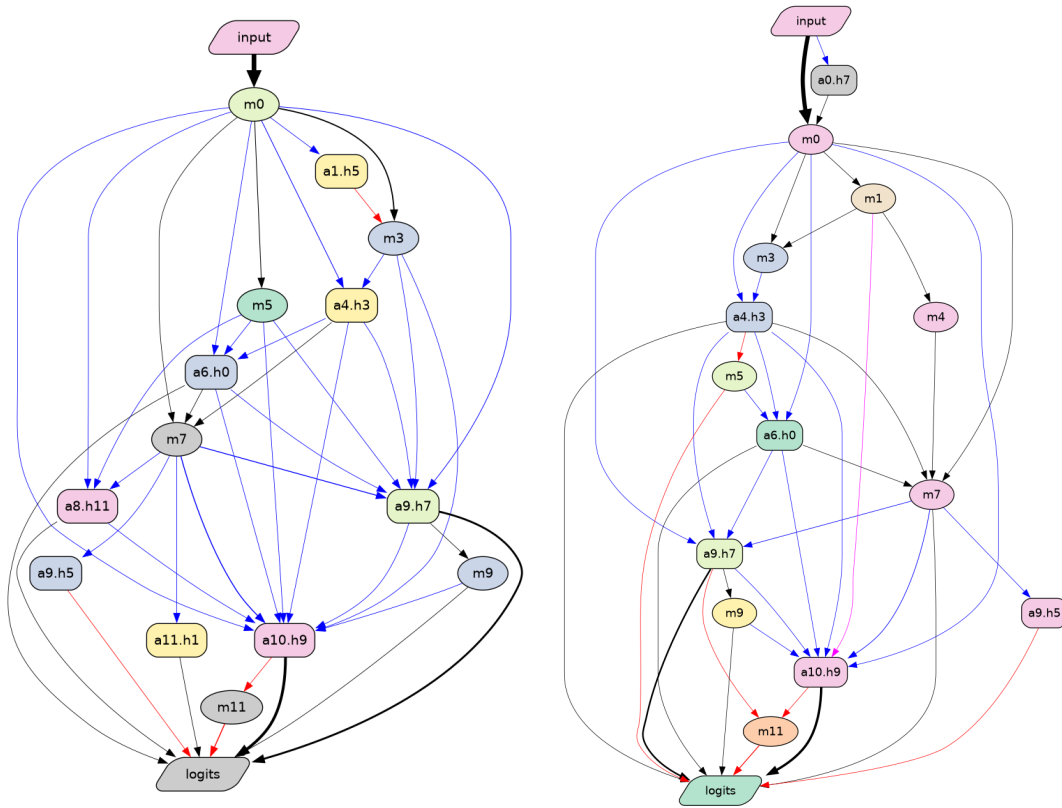 input
m0
a1.h5
m3
m5
a4.h3
a6.h0
m7
a8.h11
a9.h7
a9.h5
m9
a11.h1
a10.h9
m11
logits
input
a0.h7
m0
m1
m3
a4.h3
m4
m5
a6.h0
m7
a9.h7
m9
a9.h5
a10.h9
m11
logits